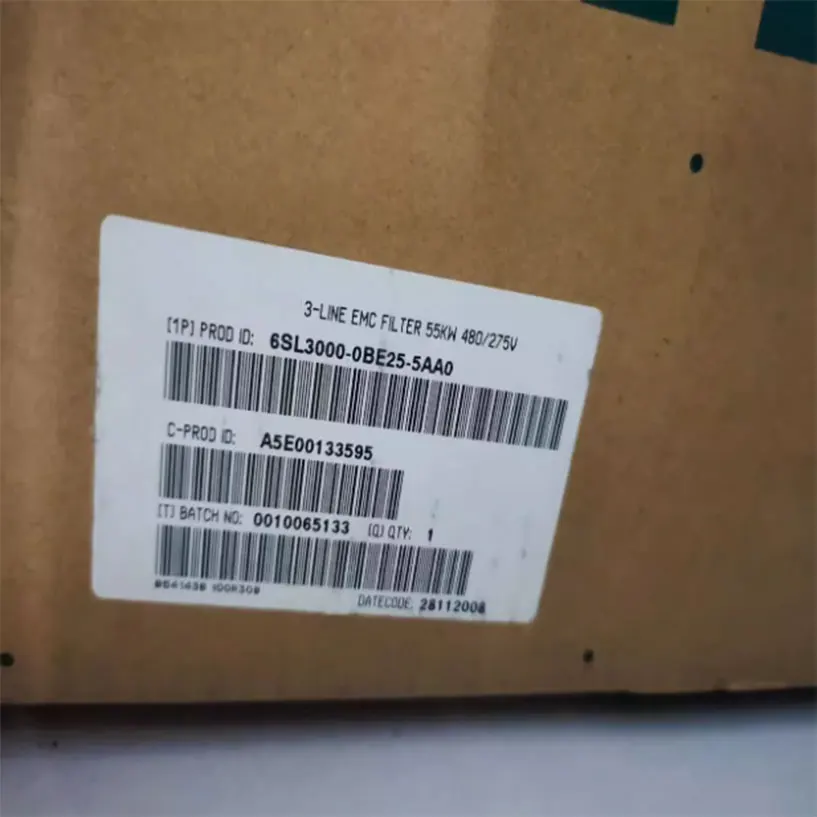 3-LINE EMC FILTER 55KW 480/275V
[1P] PROD ID: 6SL3000-0BE25-5AA0
C-PROD ID: A5E00133595
[T] BATCH NO: 0010065133 [Q] QTY: 1
DATECODE: 28112008